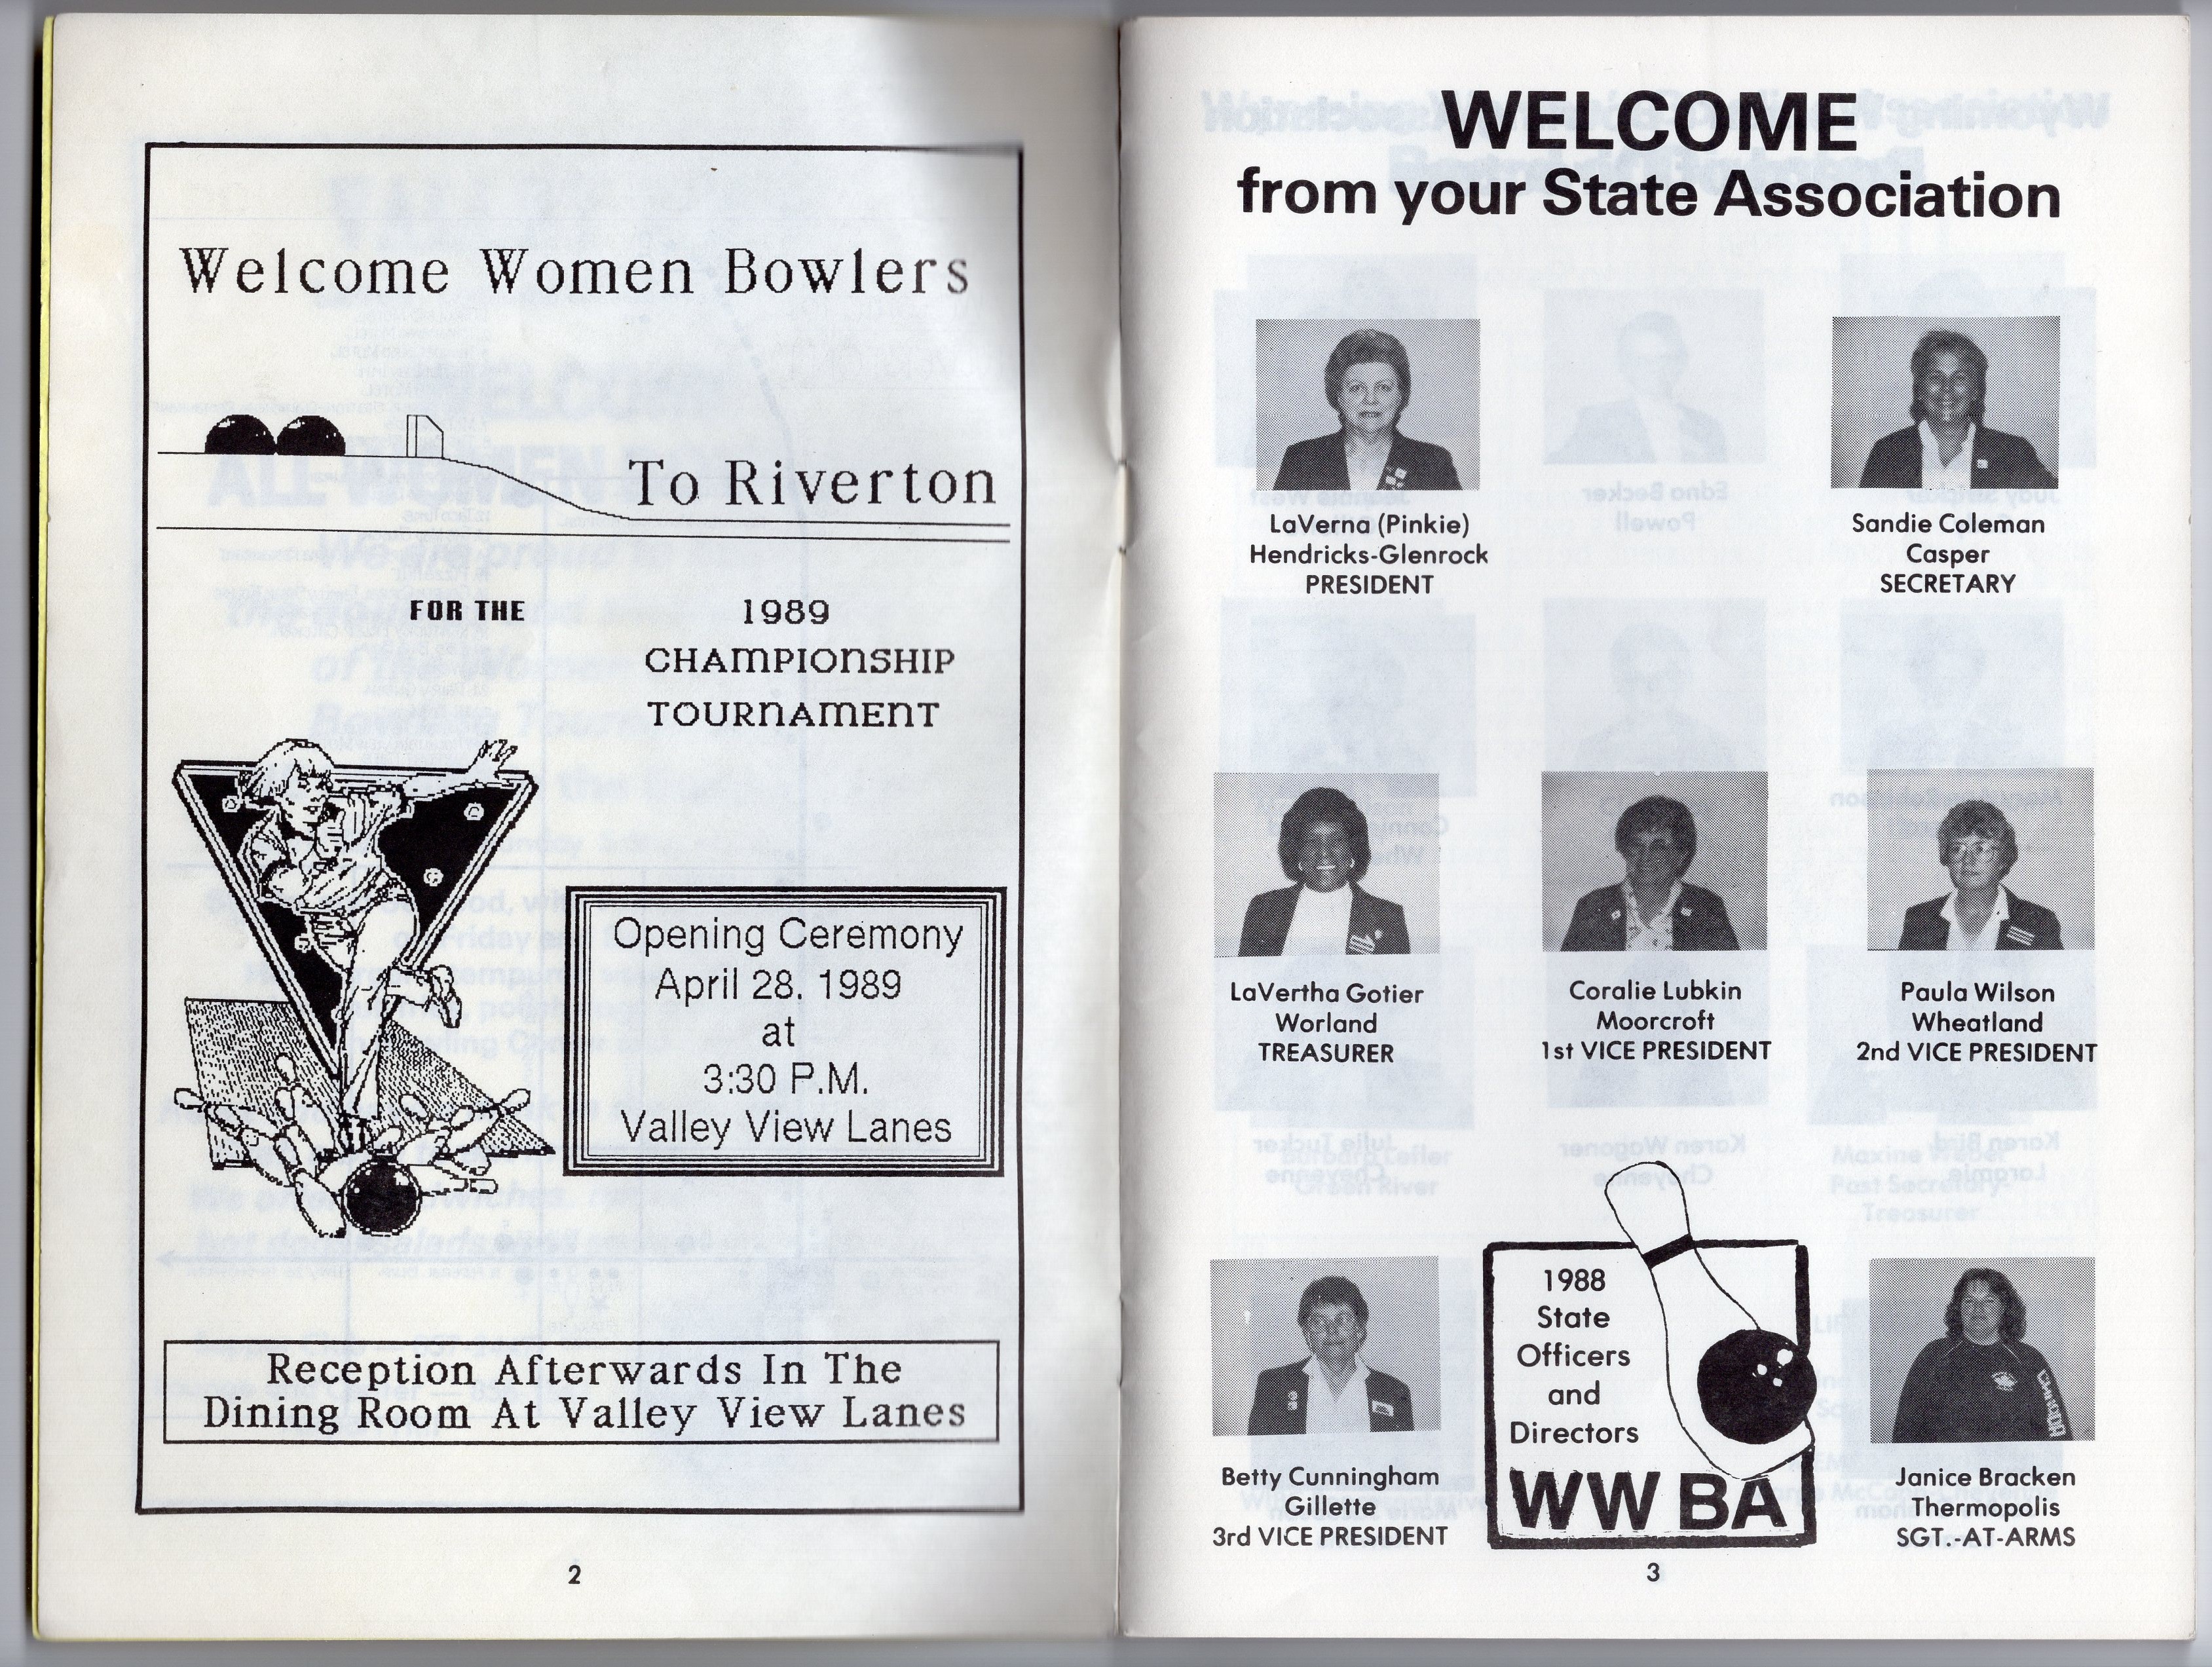 Welcome Women Bowlers
To Riverton
FOR THE
1989
CHAMPIONSHIP
TOURNAMENT
Opening Ceremony
April 28, 1989
at
3:30 P.M.
Valley View Lanes
Reception Afterwards In The
Dining Room At Valley View Lanes
2
WELCOME
from your State Association
LaVerna (Pinkie)
Hendricks-Glenrock
PRESIDENT
Sandie Coleman
Casper
SECRETARY
LaVertha Gotier
Worland
TREASURER
Coralie Lubkin
Moorcroft
1st VICE PRESIDENT
Paula Wilson
Wheatland
2nd VICE PRESIDENT
Betty Cunningham
Gillette
3rd VICE PRESIDENT
1988
State
Officers
and
Directors
WWBA
Janice Bracken
Thermopolis
SGT.-AT-ARMS
3